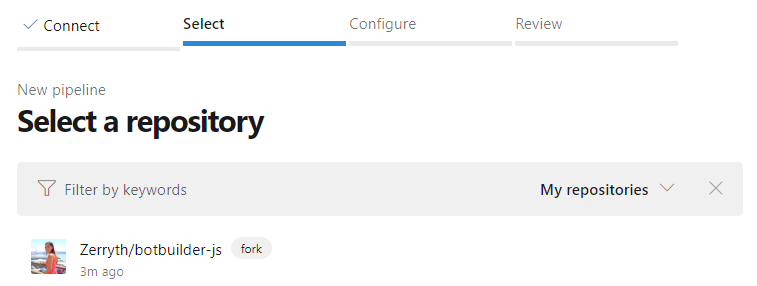 Connect Select Configure Review
New pipeline
Select a repository
Filter by keywords My repositories
Zerryth/botbuilder-js fork
3m ago